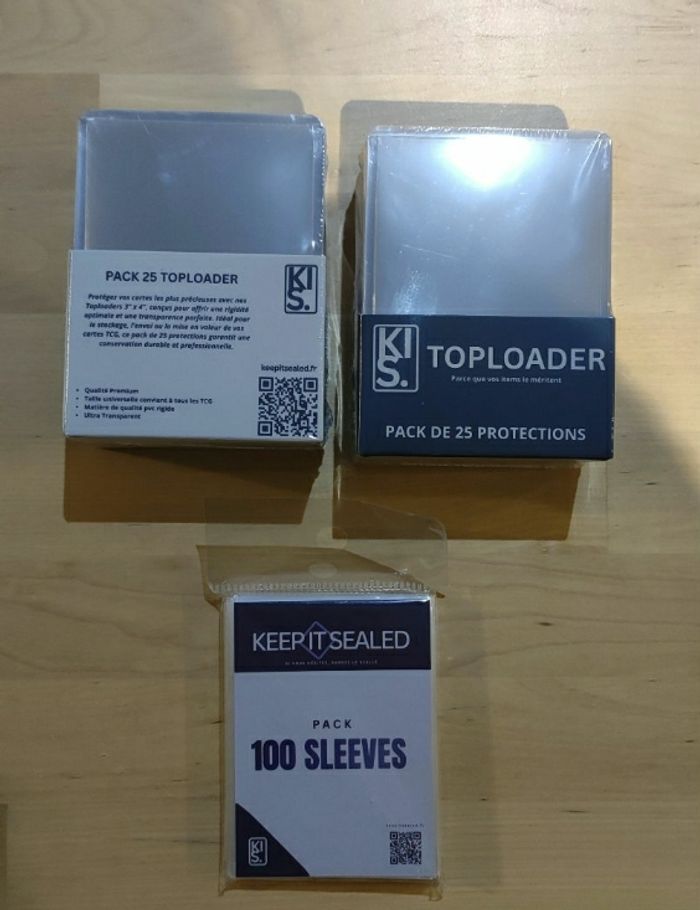 PACK 25 TOPLOADER
KI
S.
Protégez vos cartes les plus précieuses avec nos
Toploaders 3" x 4", conçus pour offrir une rigidité
optimale et une transparence parfaite. Idéal pour
le stockage, l'envoi ou la mise en valeur de vos
cartes TCG, ce pack de 25 protections garantit une
conservation durable et professionnelle.
keepitsealed.fr
• Qualité Premium
• Taille universelle convient à tous les TCG
• Matière de qualité pvc rigide
• Ultra Transparent
KI
S.
TOPLOADER
Parce que vos items le méritent
PACK DE 25 PROTECTIONS
KEEP IT SEALED
PACK
100 SLEEVES
KI
S.